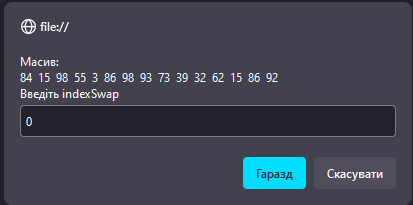 file://
Масив:
84 15 98 55 3 86 98 93 73 39 32 62 15 86 92
Введіть indexSwap
0
Гаразд Скасувати